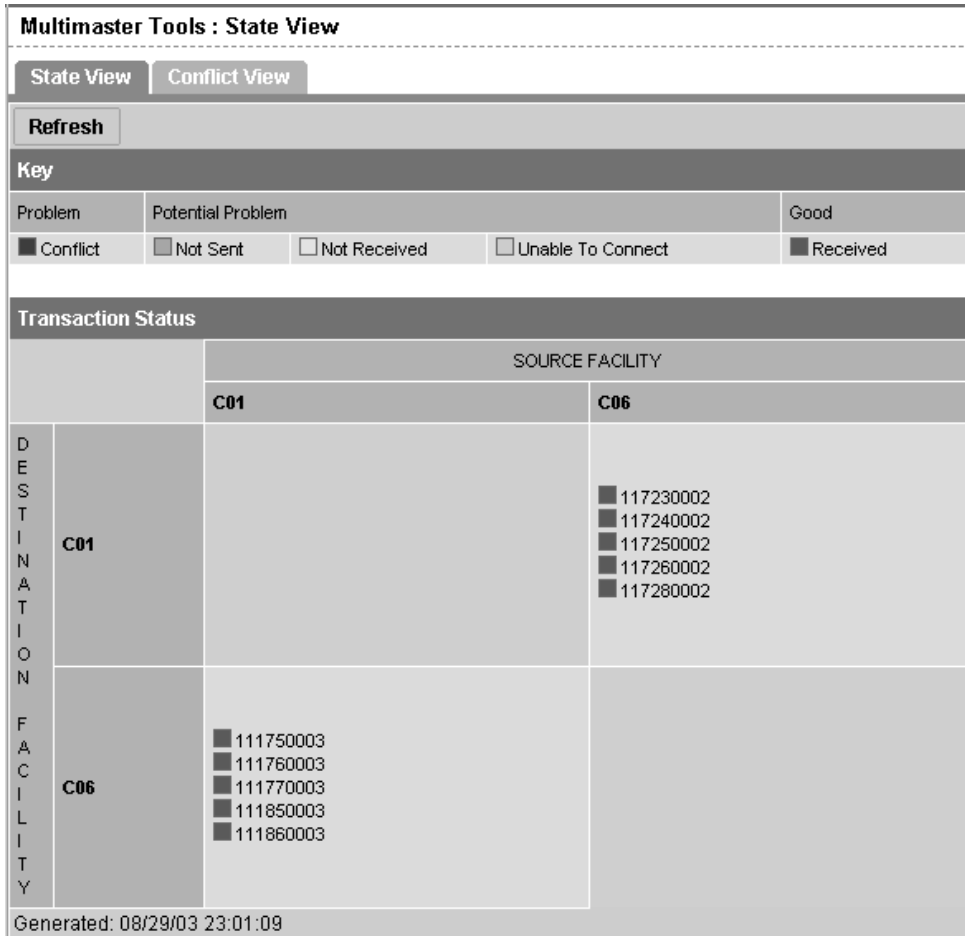 Multimaster Tools : State View
State View Conflict View
Refresh
Key
Problem Potential Problem Good
Conflict Not Sent Not Received Unable To Connect Received
Transaction Status
SOURCE FACILITY
C01 C06
DESTINATION FACILITY
C01
117230002
117240002
117250002
117260002
117280002
C06
111750003
111760003
111770003
111850003
111860003
Generated: 08/29/03 23:01:09